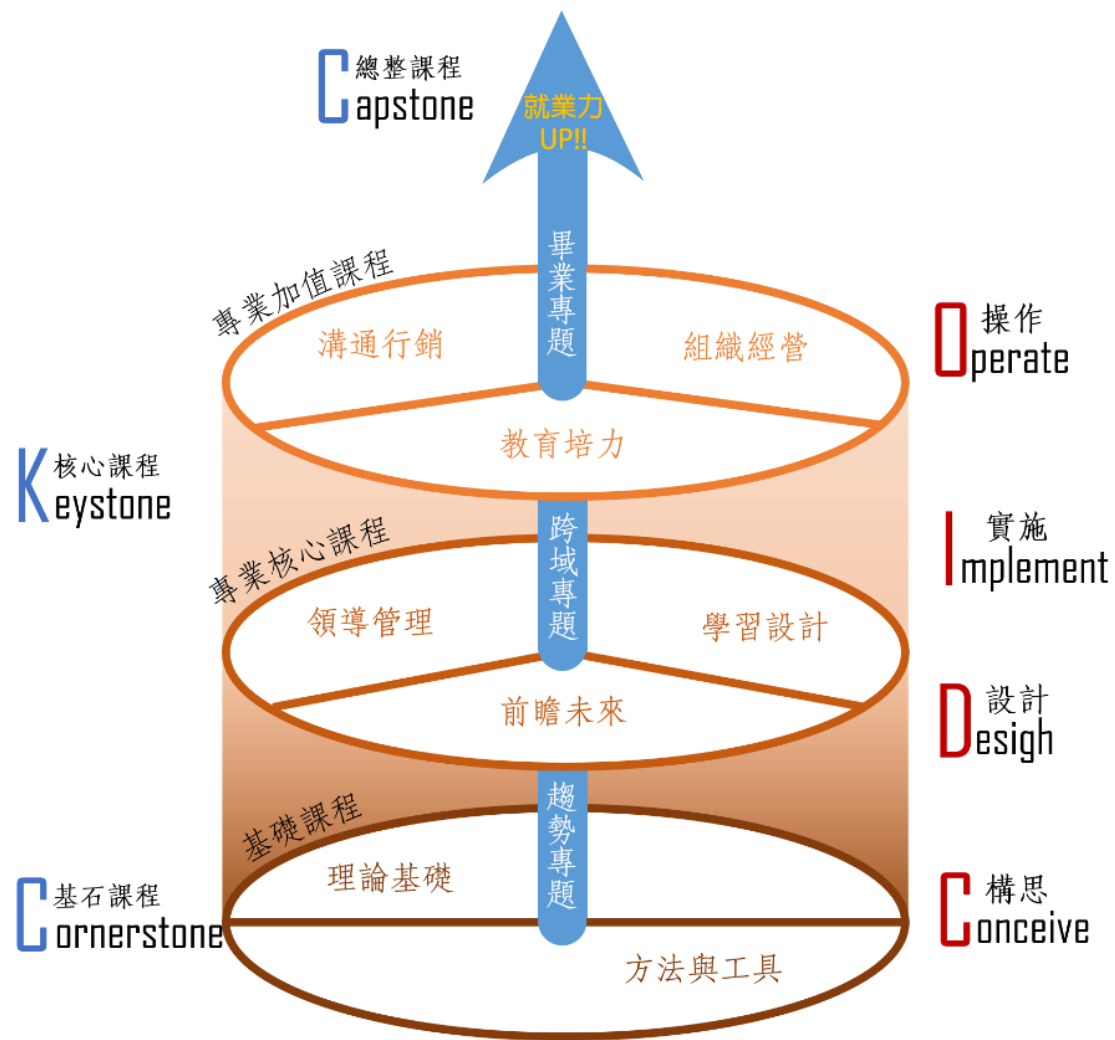 總整課程
Capstone
就業力
UP!!
畢業專題
專業加值課程
溝通行銷
組織經營
教育培力
操作
Operate
核心課程
Keystone
跨域專題
專業核心課程
領導管理
學習設計
前瞻未來
實施
Implement
設計
Desigh
趨勢專題
基礎課程
理論基礎
方法與工具
基石課程
Cornerstone
構思
Conceive